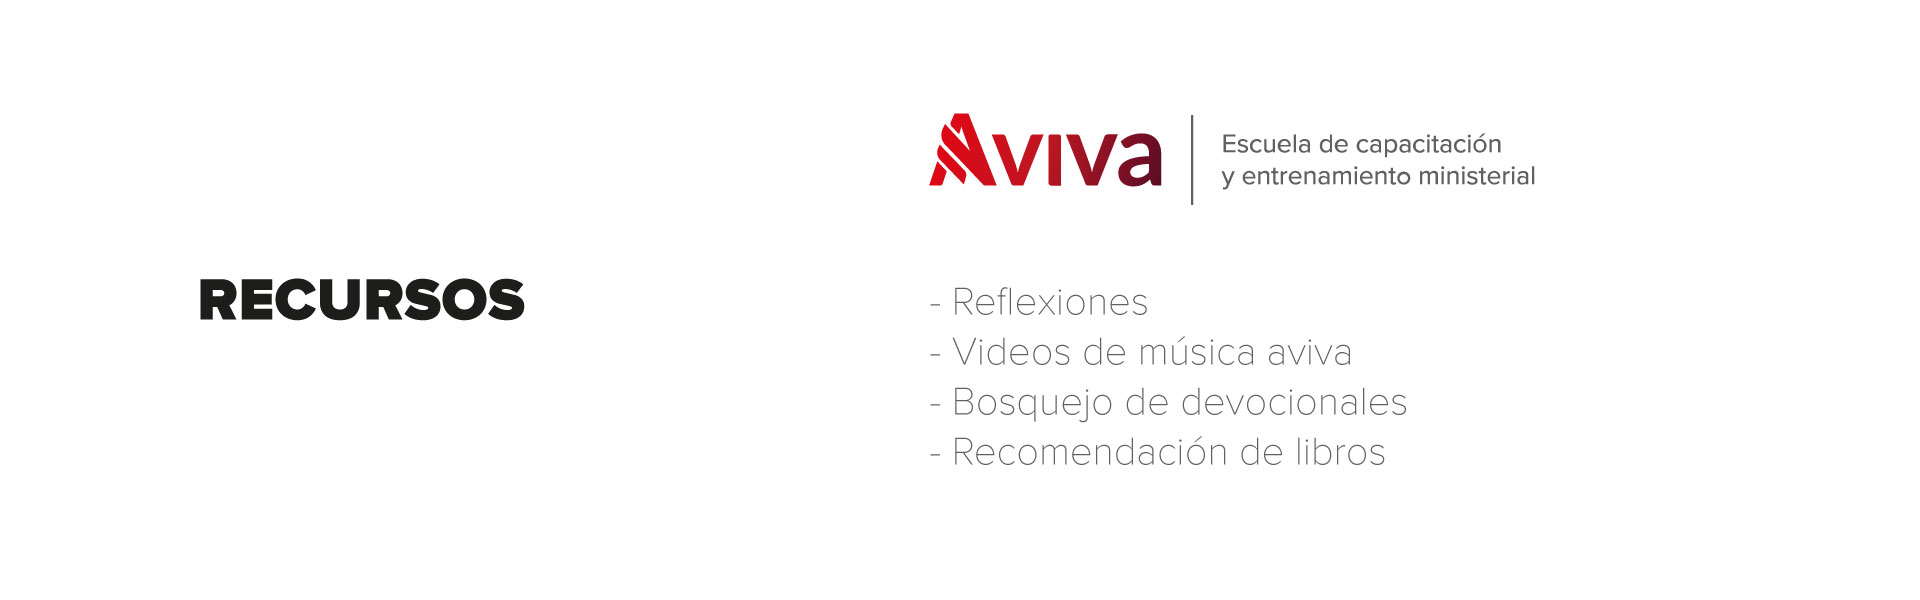 RECURSOS
Aviva
Escuela de capacitación
y entrenamiento ministerial
- Reflexiones
- Videos de música aviva
- Bosquejo de devocionales
- Recomendación de libros